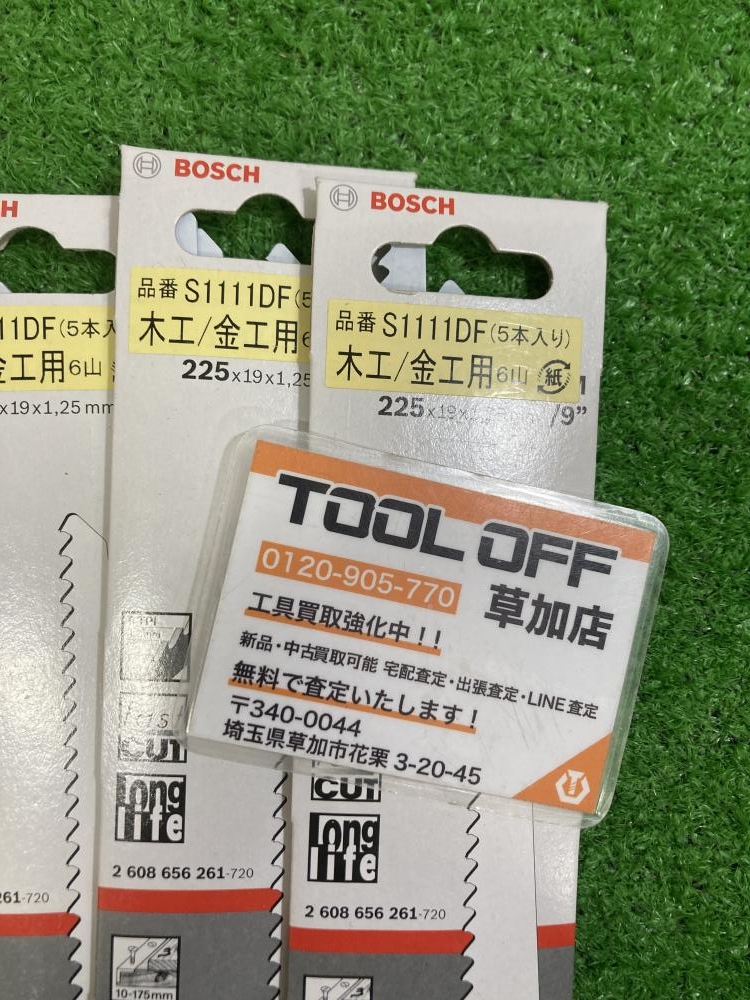 H
11DF(5本入
金工用6山
x19x1,25 mm
261-720
BOSCH
品番 S1111DF(5
木工/金工用6
225x19x1,25
fast
CUT
long
life
2 608 656 261-720
10-175mm
BOSCH
品番 S1111DF(5本入り)
木工/金工用6山 紙
225x19x
/9”
CUT
long
life
2 608 656 261-720
TOOL OFF
0120-905-770 草加店
工具買取強化中!!
新品・中古買取可能 宅配査定・出張査定・LINE査定
無料で査定いたします!
〒340-0044
埼玉県草加市花栗 3-20-45